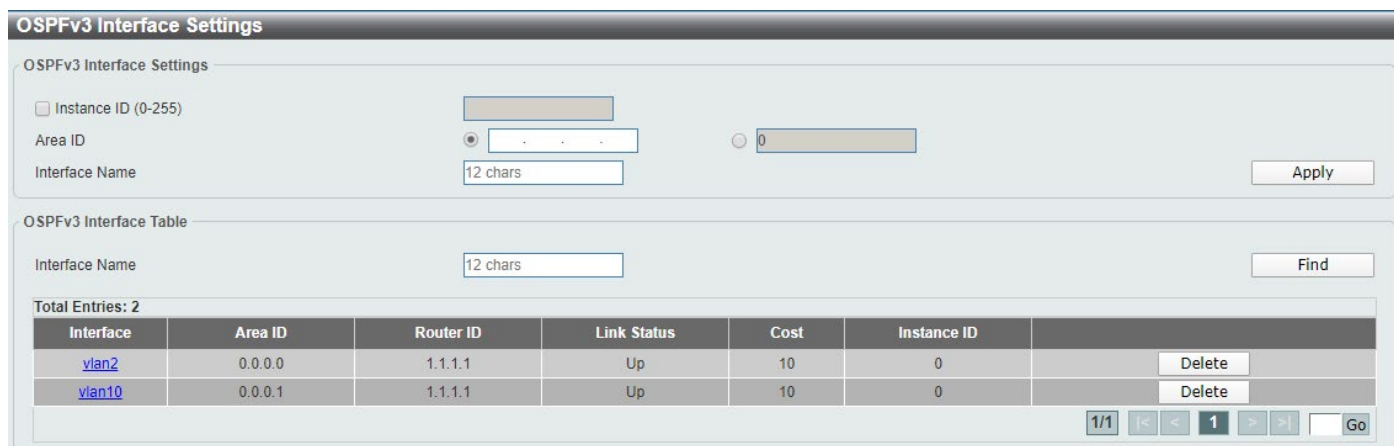 OSPFv3 Interface Settings
OSPFv3 Interface Settings
Instance ID (0-255)
Area ID . . . 0
Interface Name 12 chars Apply
OSPFv3 Interface Table
Interface Name 12 chars Find
Total Entries: 2
Interface Area ID Router ID Link Status Cost Instance ID
vlan2 0.0.0.0 1.1.1.1 Up 10 0 Delete
vlan10 0.0.0.1 1.1.1.1 Up 10 0 Delete
1/1 |< < 1 > >| Go